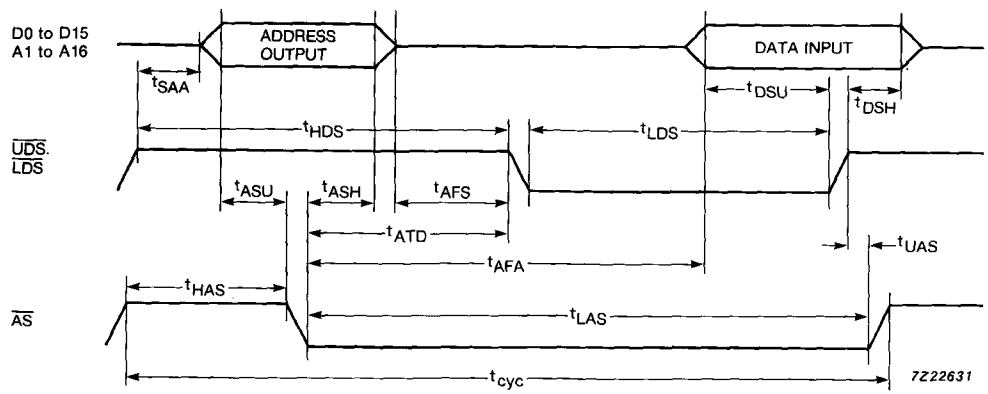 D0 to D15
A1 to A16
ADDRESS
OUTPUT
DATA INPUT
tSAA
tDSU
tDSH
tHDS
tLDS
UDS.
LDS
tASU
tASH
tAFS
tATD
tUAS
tAFA
tHAS
tLAS
AS
tcyc
7Z22631